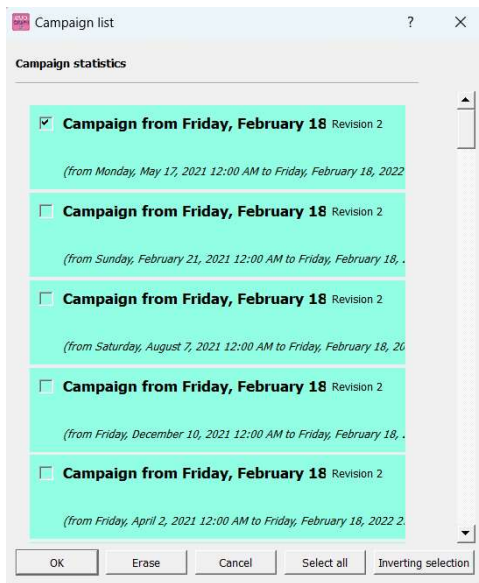 Campaign list ?
Campaign statistics
Campaign from Friday, February 18 Revision 2
(from Monday, May 17, 2021 12:00 AM to Friday, February 18, 2022
Campaign from Friday, February 18 Revision 2
(from Sunday, February 21, 2021 12:00 AM to Friday, February 18, .
Campaign from Friday, February 18 Revision 2
(from Saturday, August 7, 2021 12:00 AM to Friday, February 18, 20
Campaign from Friday, February 18 Revision 2
(from Friday, December 10, 2021 12:00 AM to Friday, February 18, .
Campaign from Friday, February 18 Revision 2
(from Friday, April 2, 2021 12:00 AM to Friday, February 18, 2022 2
OK Erase Cancel Select all Inverting selection